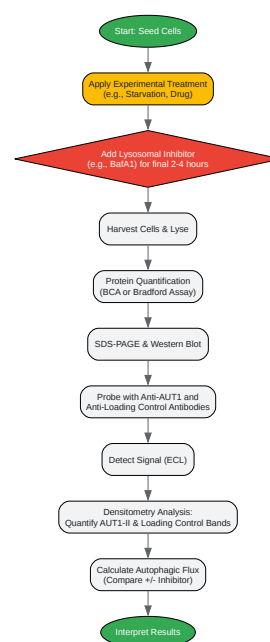 Start: Seed Cells
Apply Experimental Treatment
(e.g., Starvation, Drug)
Add Lysosomal Inhibitor
(e.g., BafA1) for final 2-4 hours
Harvest Cells & Lyse
Protein Quantification
(BCA or Bradford Assay)
SDS-PAGE & Western Blot
Probe with Anti-AUT1 and
Anti-Loading Control Antibodies
Detect Signal (ECL)
Densitometry Analysis:
Quantify AUT1-II & Loading Control Bands
Calculate Autophagic Flux
(Compare +/- Inhibitor)
Interpret Results